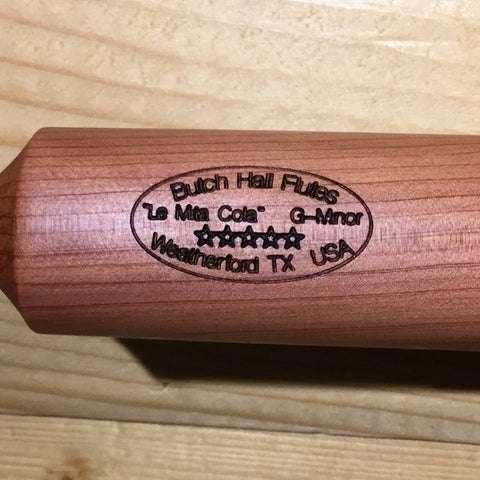 Butch Hall Flutes
"Le Mita Cola" G-Minor
Weatherford TX USA